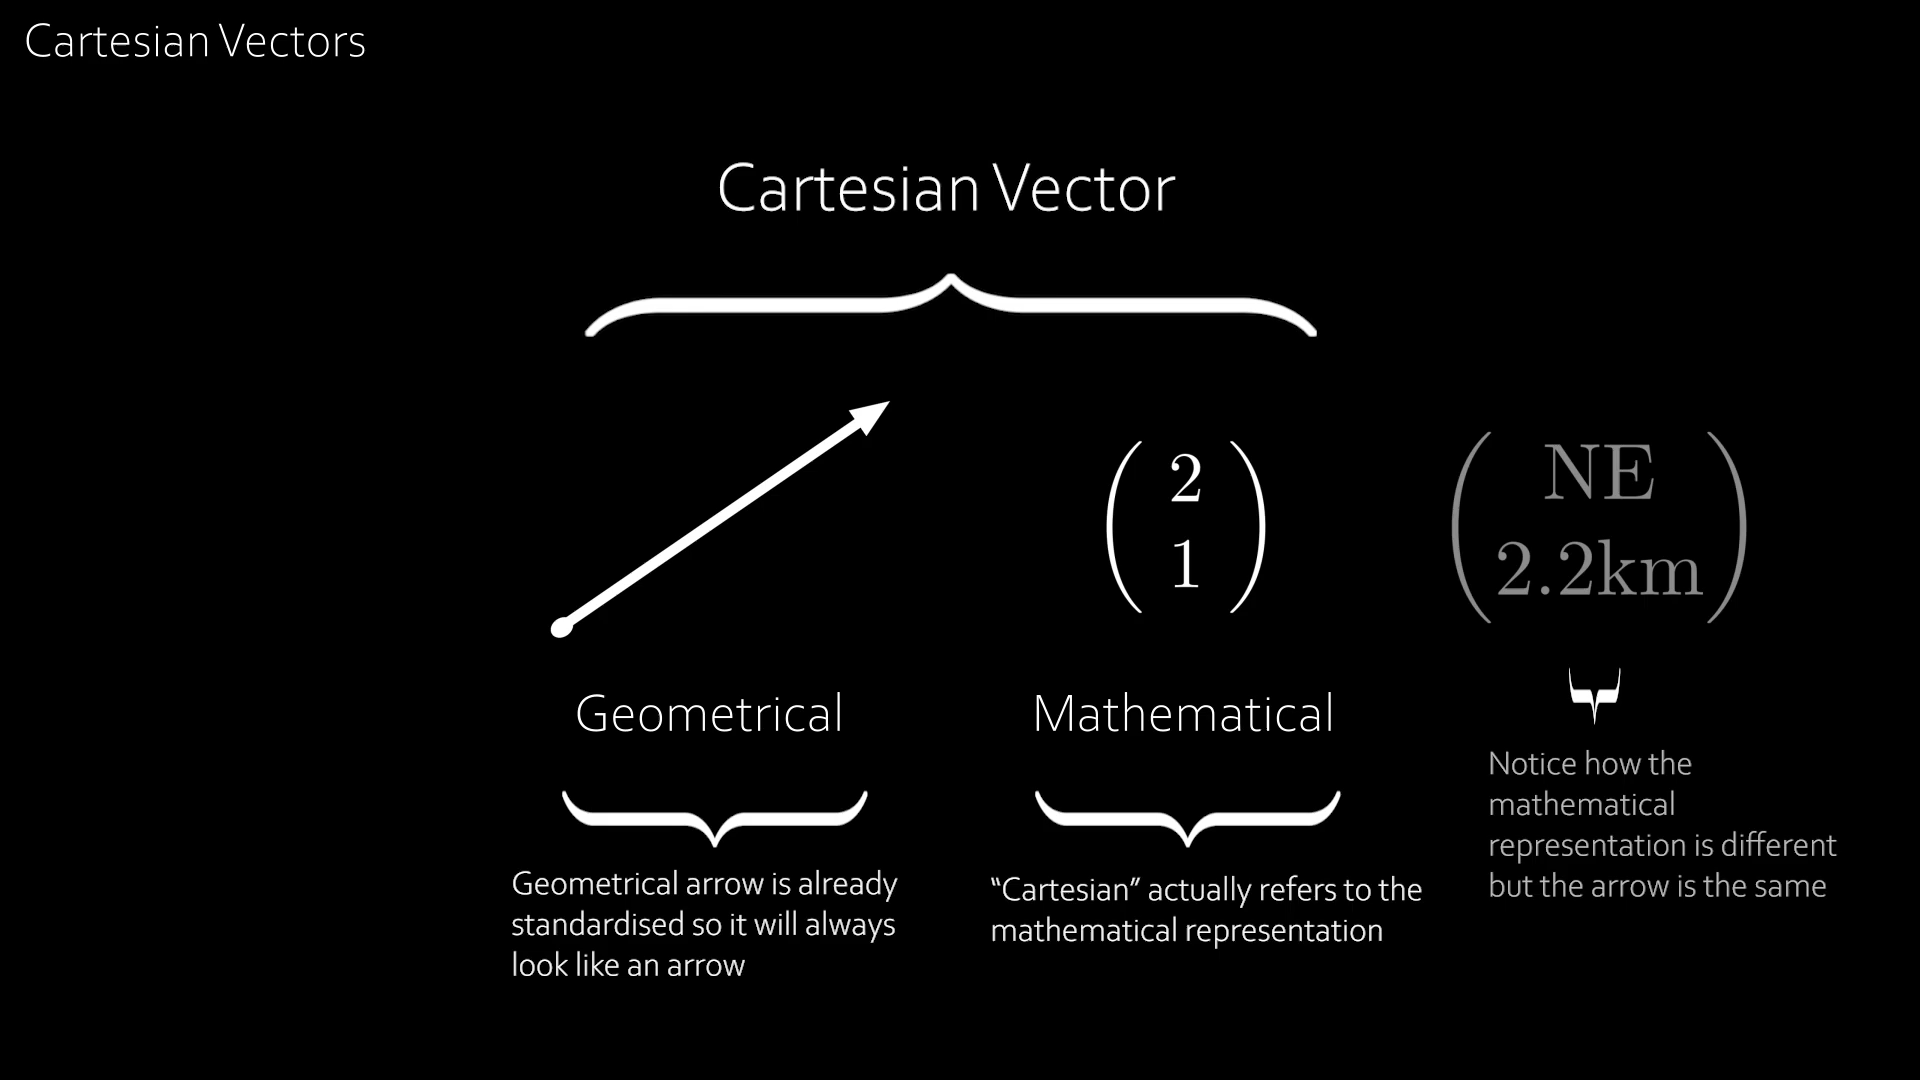 Cartesian Vectors
Cartesian Vector
2
1
NE
2.2km
Geometrical
Mathematical
Geometrical arrow is already
standardised so it will always
look like an arrow
“Cartesian” actually refers to the
mathematical representation
Notice how the
mathematical
representation is different
but the arrow is the same